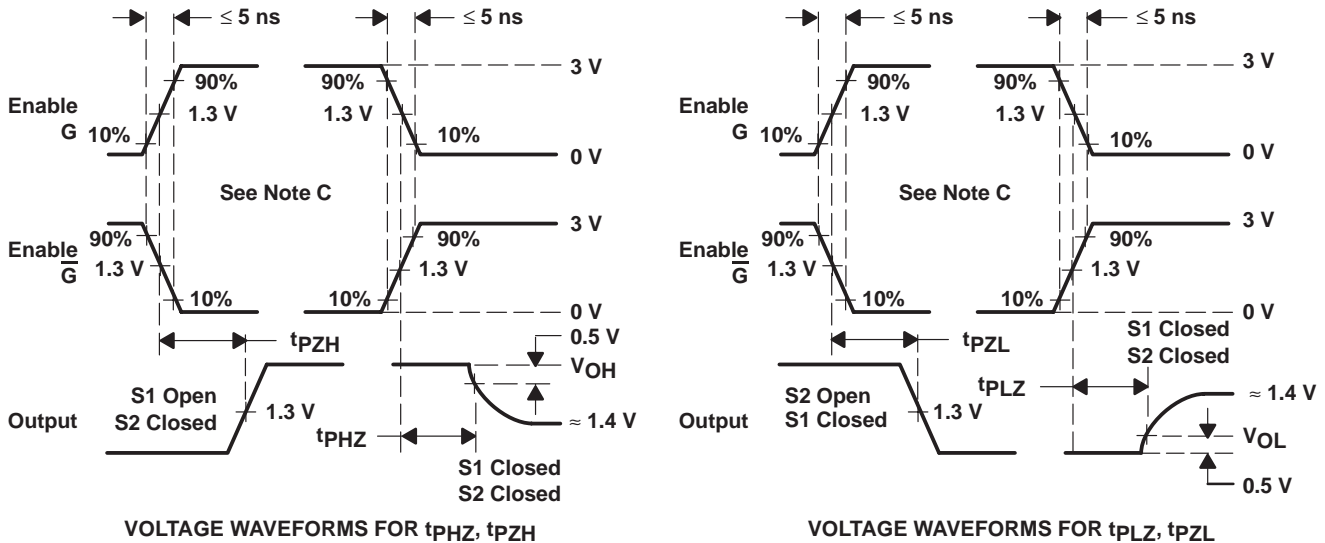 ≤ 5 ns
3 V
90%
90%
Enable
G
1.3 V
1.3 V
10%
10%
0 V
See Note C
3 V
Enable
G̅
90%
90%
1.3 V
1.3 V
10%
10%
0 V
tPZH
0.5 V
VOH
S1 Open
S2 Closed
Output
1.3 V
≈ 1.4 V
tPHZ
S1 Closed
S2 Closed
VOLTAGE WAVEFORMS FOR tPHZ, tPZH
≤ 5 ns
≤ 5 ns
≤ 5 ns
3 V
90%
90%
Enable
G
1.3 V
1.3 V
10%
10%
0 V
See Note C
3 V
Enable
G̅
90%
90%
1.3 V
1.3 V
10%
10%
0 V
S1 Closed
S2 Closed
tPZL
tPLZ
S2 Open
S1 Closed
Output
1.3 V
≈ 1.4 V
VOL
0.5 V
VOLTAGE WAVEFORMS FOR tPLZ, tPZL